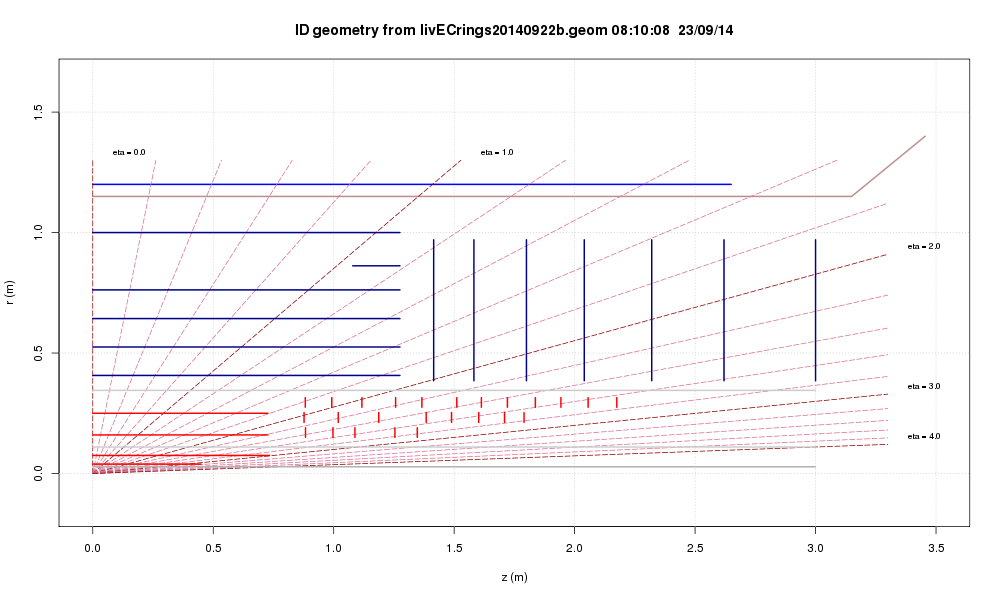 ID geometry from livECrings20140922b.geom 08:10:08 23/09/14
1.5
eta = 0.0
eta = 1.0
1.0
eta = 2.0
r (m)
0.5
eta = 3.0
eta = 4.0
0.0
0.0 0.5 1.0 1.5 2.0 2.5 3.0 3.5
z (m)